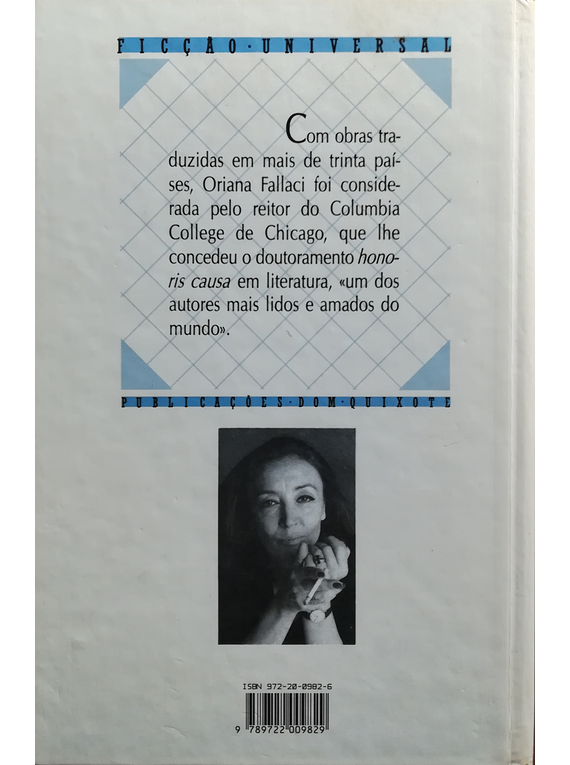 FICÇÃO·UNIVERSAL
Com obras tra-
duzidas em mais de trinta paí-
ses, Oriana Fallaci foi conside-
rada pelo reitor do Columbia
College de Chicago, que lhe
concedeu o doutoramento hono-
ris causa em literatura, «um dos
autores mais lidos e amados do
mundo».
PUBLICAÇÕES·DOM·QUIXOTE
ISBN 972-20-0982-6
9 789722 009829